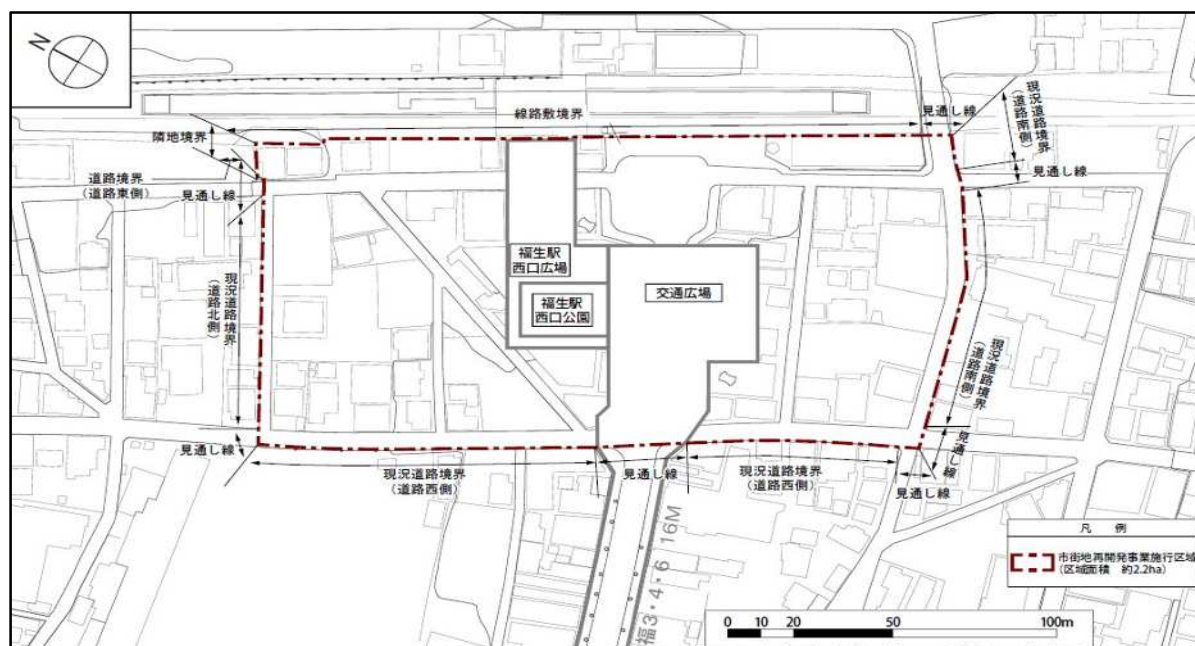 N
線路敷境界
見通し線
現況道路境界
(道路南側)
隣地境界
見通し線
道路境界
(道路東側)
見通し線
福生駅
西口広場
交通広場
福生駅
西口公園
現況道路境界
(道路北側)
現況道路境界
(道路南側)
見通し線
見通し線
現況道路境界
(道路西側)
見通し線
現況道路境界
(道路西側)
見通し線
福3・4・6 16M
凡 例
市街地再開発事業施行区域
(区域面積 約2.2ha)
0 10 20 50 100m